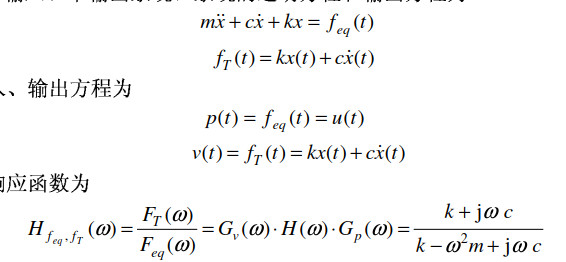 mẍ + cẋ + kx = f_eq(t)
f_T(t) = kx(t) + cẋ(t)
、输出方程为
p(t) = f_eq(t) = u(t)
v(t) = f_T(t) = kx(t) + cẋ(t)
应函数为
H_{f_eq,f_T}(ω) = F_T(ω) / F_eq(ω) = G_v(ω)·H(ω)·G_p(ω) = (k + jω c) / (k − ω²m + jω c)